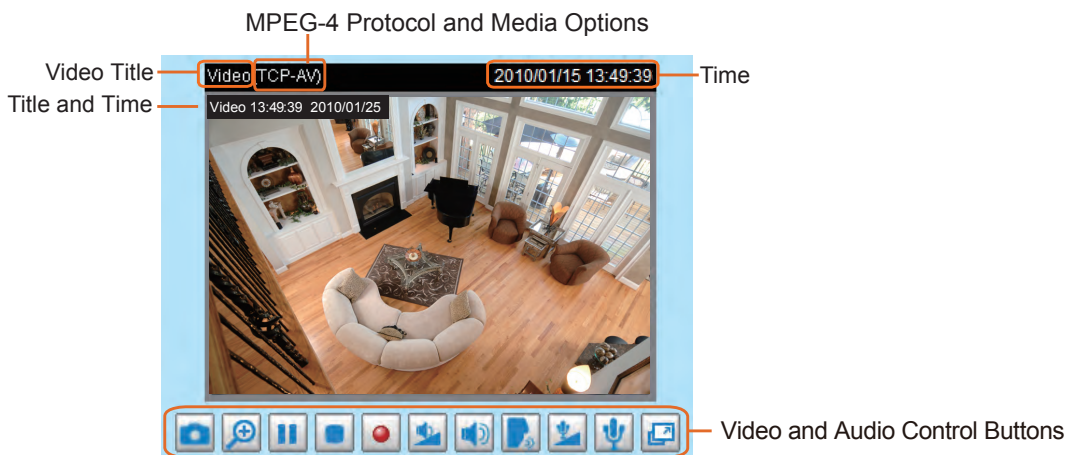 MPEG-4 Protocol and Media Options
Video Title
Video (TCP-AV)
2010/01/15 13:49:39
Time
Title and Time
Video 13:49:39 2010/01/25
Video and Audio Control Buttons